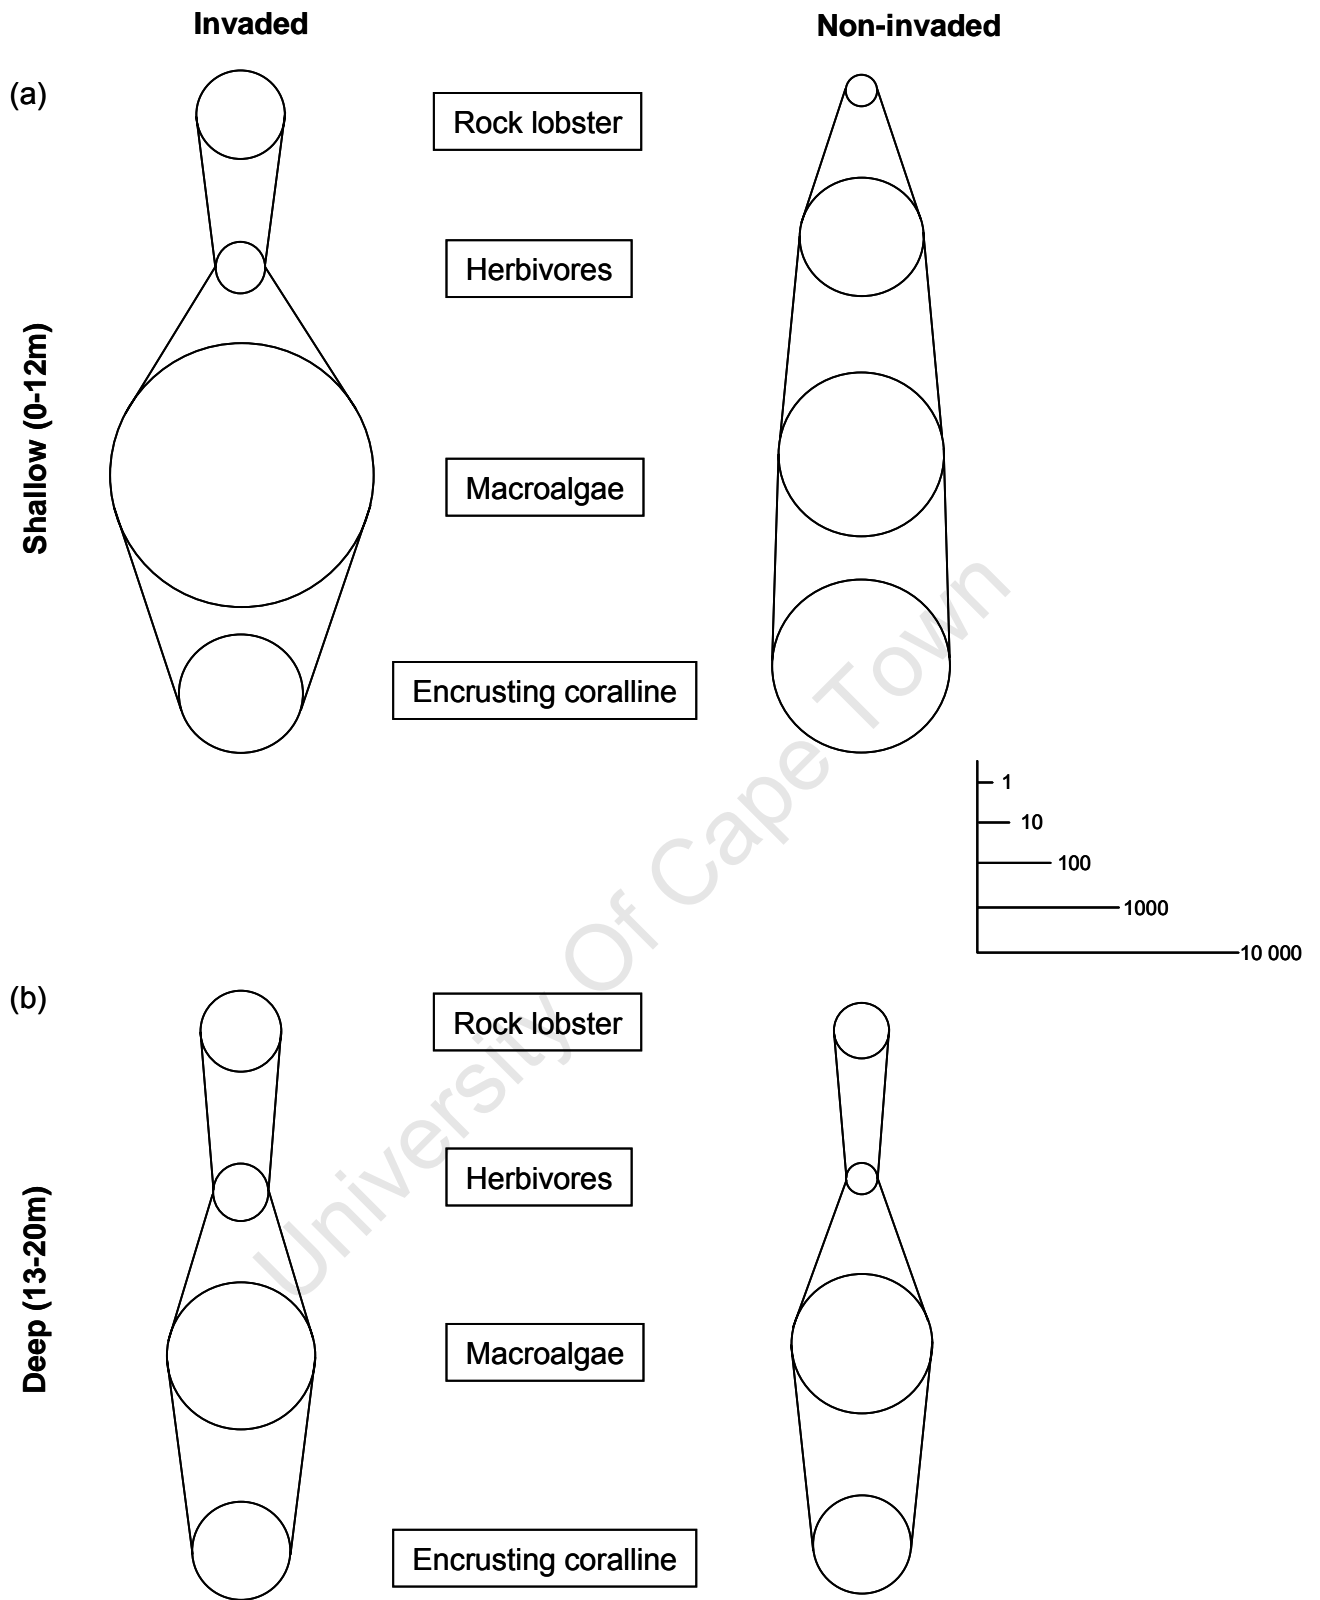 Invaded
Non-invaded
(a)
Shallow (0-12m)
Rock lobster
Herbivores
Macroalgae
Encrusting coralline
1
10
100
1000
10 000
University Of Cape Town
(b)
Deep (13-20m)
Rock lobster
Herbivores
Macroalgae
Encrusting coralline